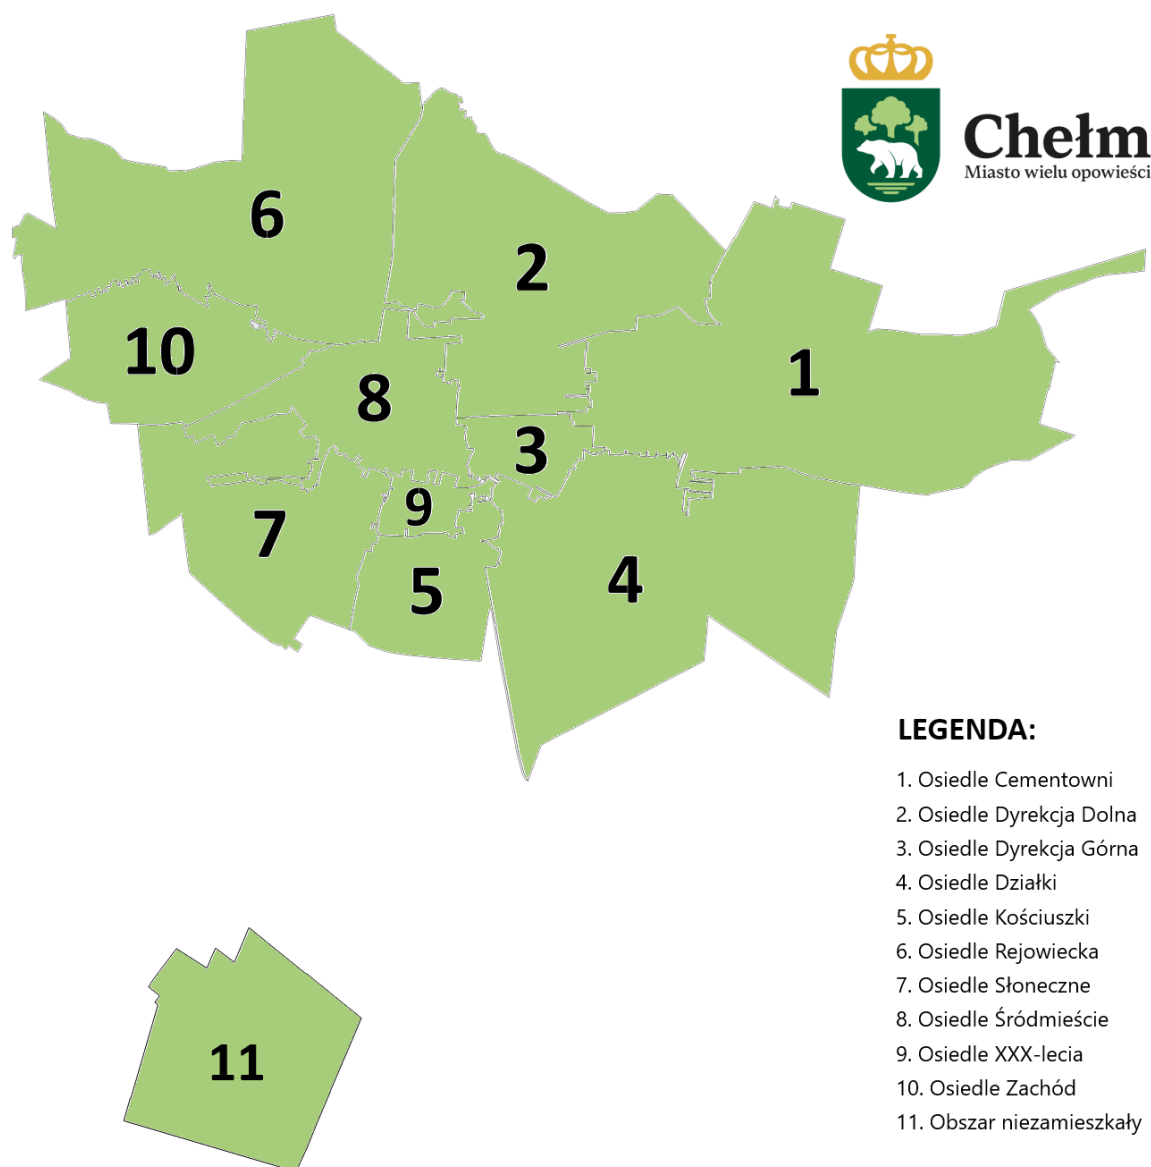 Chełm
Miasto wielu opowieści
6
2
10
1
8
3
9
7
5
4
11
LEGENDA:
1. Osiedle Cementowni
2. Osiedle Dyrekcja Dolna
3. Osiedle Dyrekcja Górna
4. Osiedle Działki
5. Osiedle Kościuszki
6. Osiedle Rejowiecka
7. Osiedle Słoneczne
8. Osiedle Śródmieście
9. Osiedle XXX-lecia
10. Osiedle Zachód
11. Obszar niezamieszkały